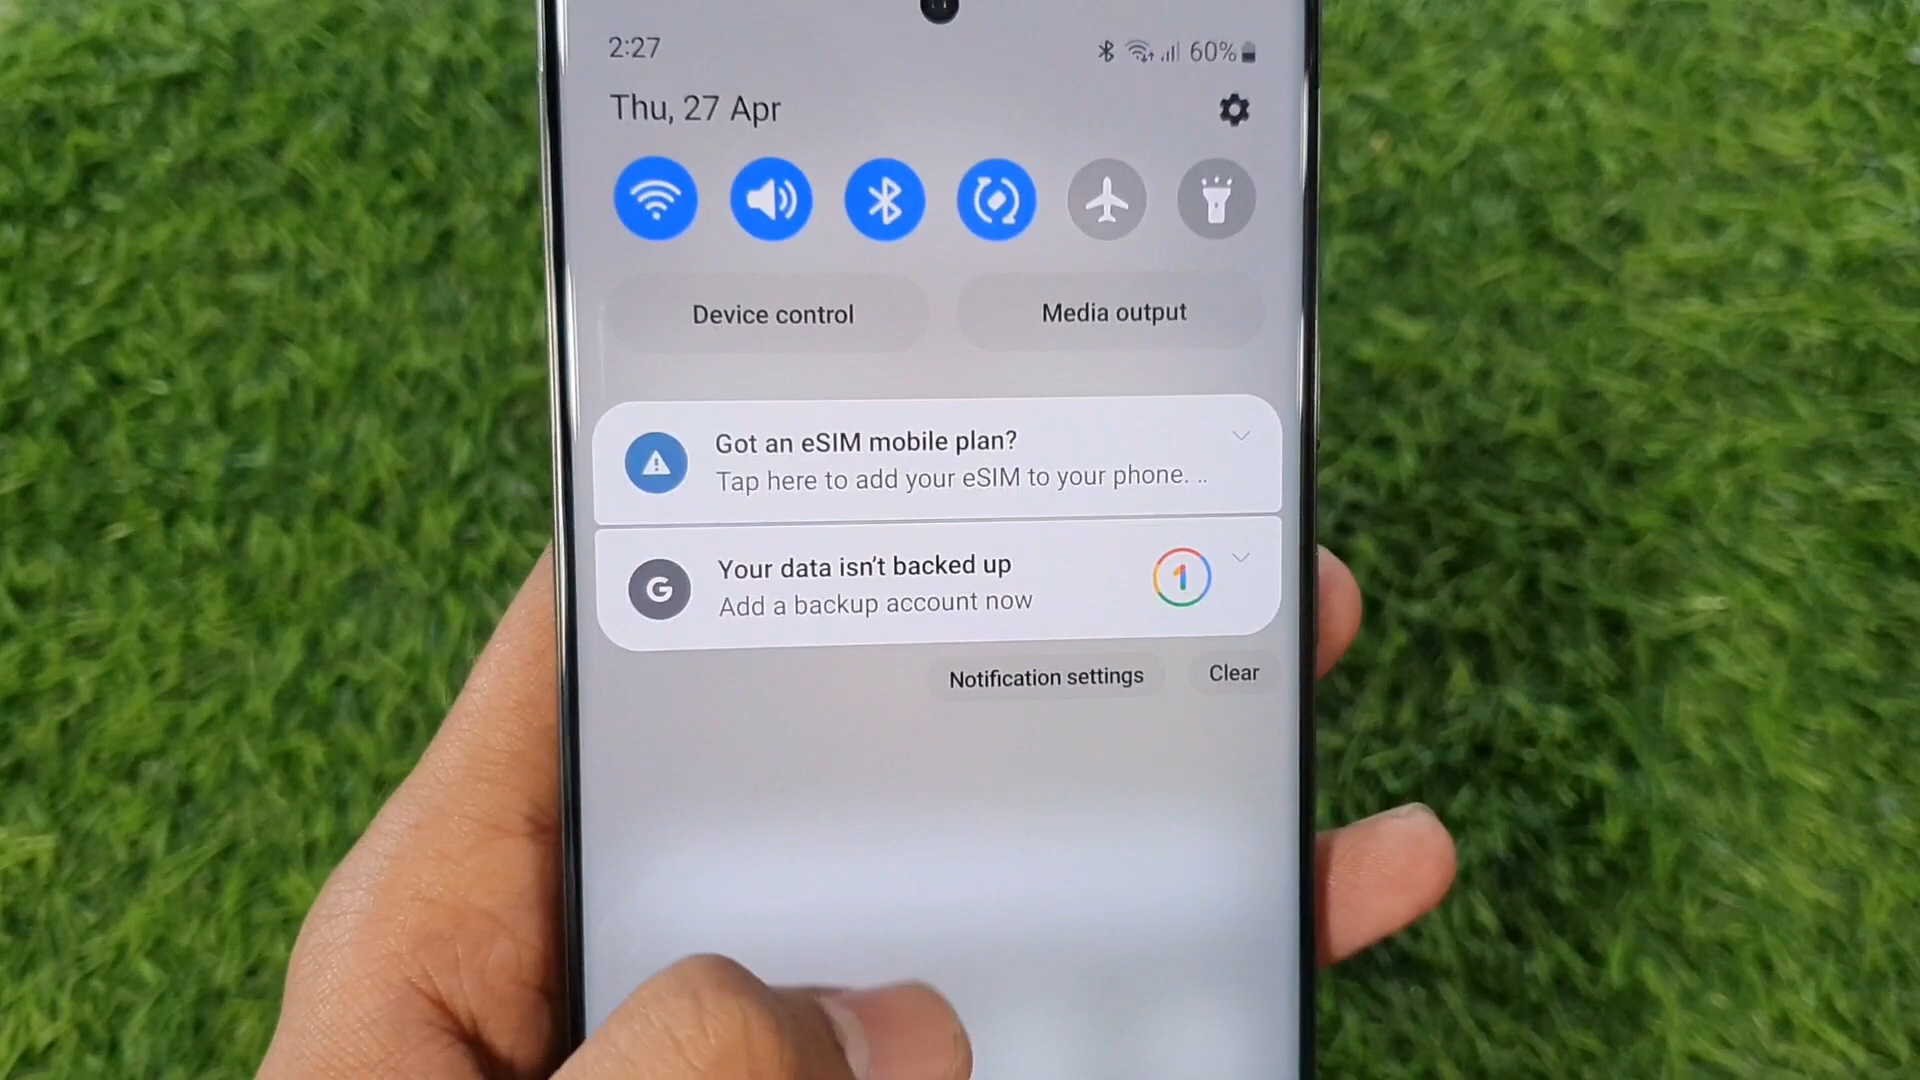 2:27
60%
Thu, 27 Apr
Device control
Media output
Got an eSIM mobile plan?
Tap here to add your eSIM to your phone. ..
G
Your data isn't backed up
1
Add a backup account now
Notification settings
Clear